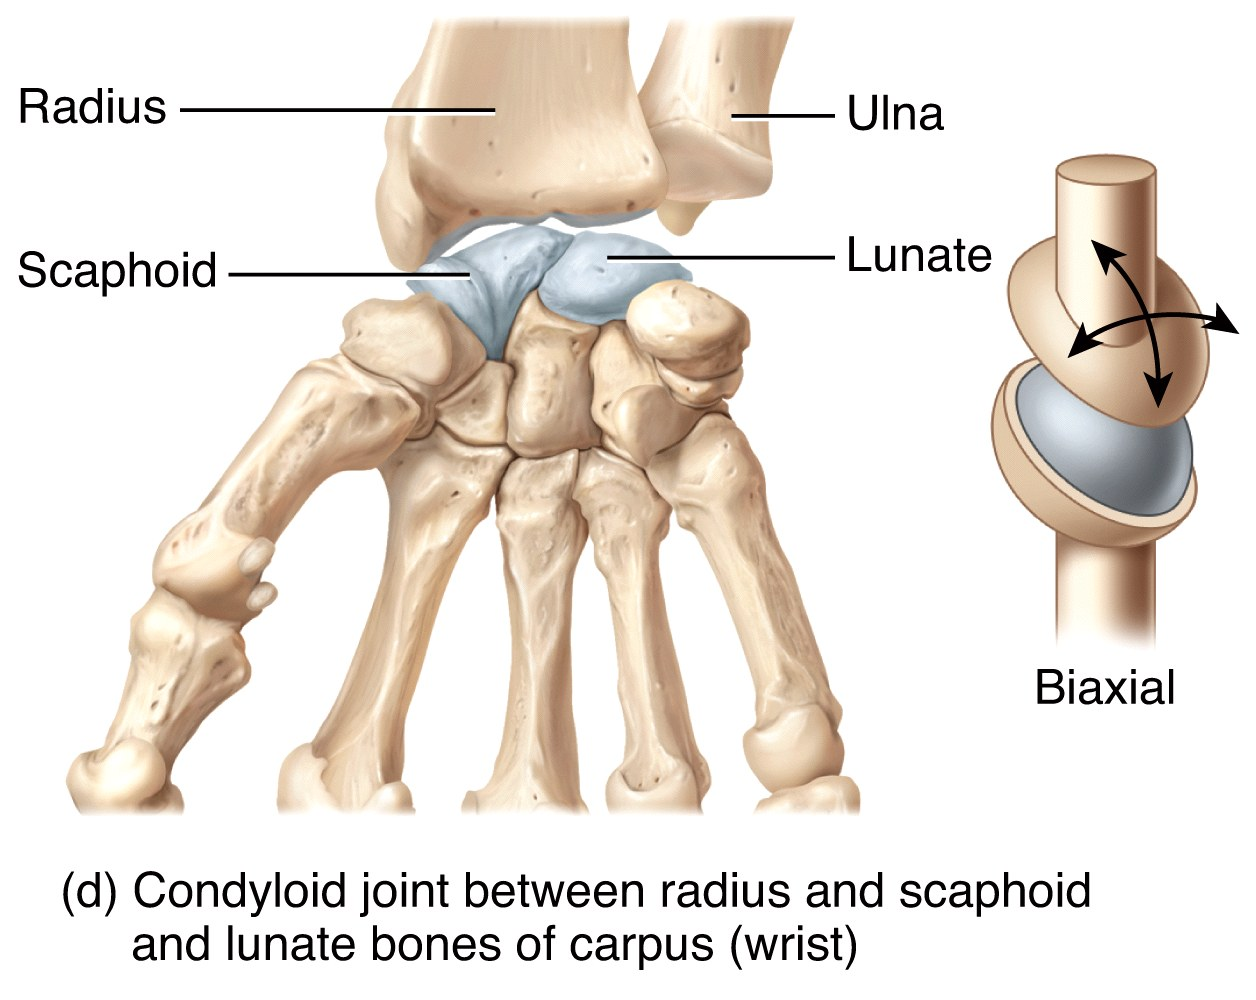 Radius
Ulna
Scaphoid
Lunate
Biaxial
(d) Condyloid joint between radius and scaphoid
and lunate bones of carpus (wrist)